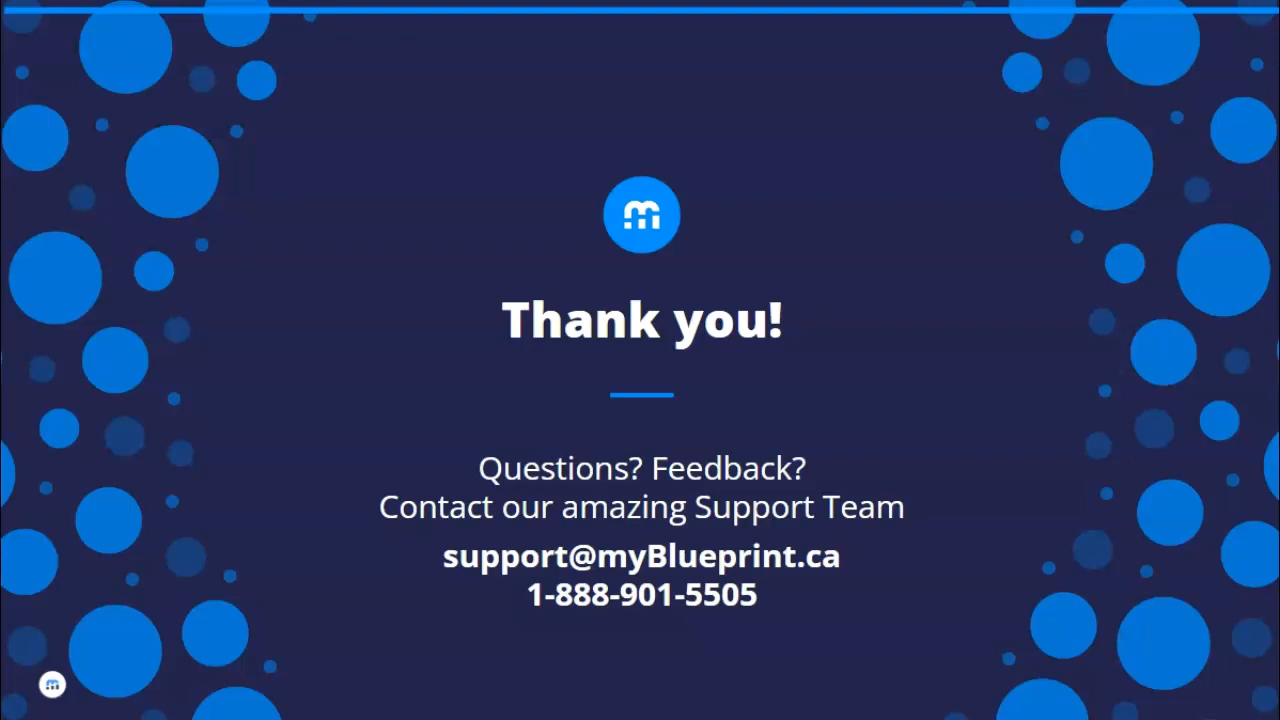 Thank you!
Questions? Feedback?
Contact our amazing Support Team
support@myBlueprint.ca
1-888-901-5505